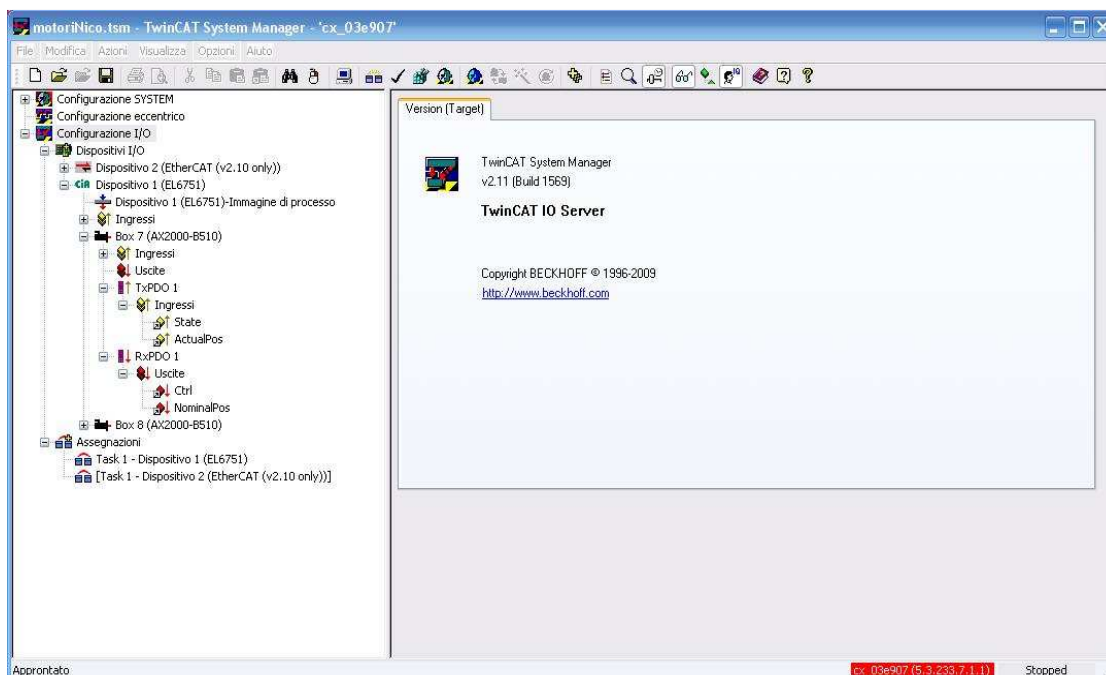 motoriNico.tsm - TwinCAT System Manager - 'cx_03e907'
File Modifica Azioni Visualizza Opzioni Aiuto
Configurazione SYSTEM
Configurazione eccentrico
Configurazione I/O
Dispositivi I/O
Dispositivo 2 (EtherCAT (v2.10 only))
CiA Dispositivo 1 (EL6751)
Dispositivo 1 (EL6751)-Immagine di processo
Ingressi
Box 7 (AX2000-B510)
Ingressi
Uscite
TxPDO 1
Ingressi
State
ActualPos
RxPDO 1
Uscite
Ctrl
NominalPos
Box 8 (AX2000-B510)
Assegnazioni
Task 1 - Dispositivo 1 (EL6751)
[Task 1 - Dispositivo 2 (EtherCAT (v2.10 only))]
Version (Target)
TwinCAT System Manager
v2.11 (Build 1569)
TwinCAT IO Server
Copyright BECKHOFF © 1996-2009
http://www.beckhoff.com
Approntato
cx_03e907 (5.3.233.7.1.1) Stopped